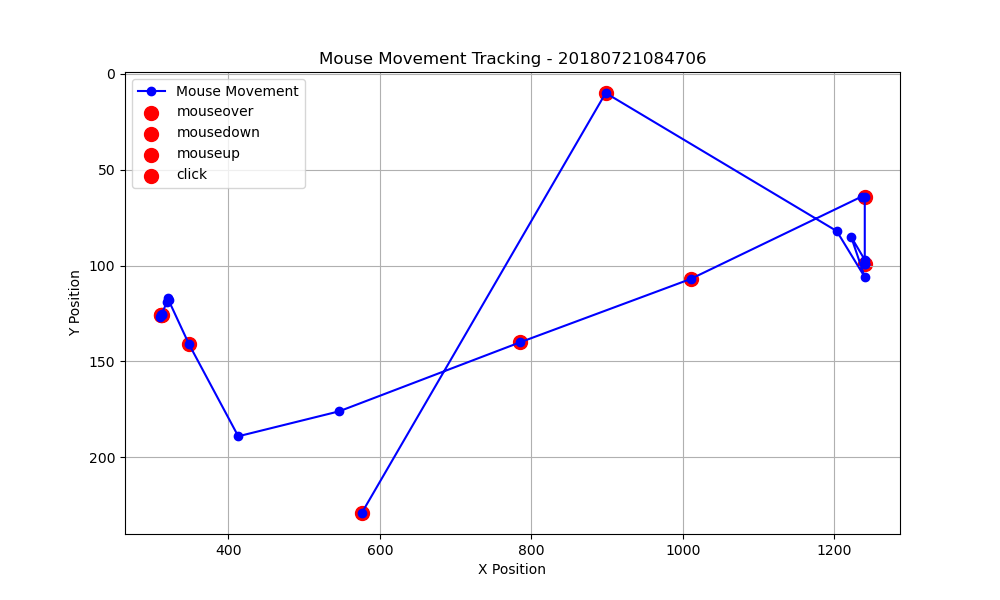 Mouse Movement Tracking - 20180721084706
Mouse Movement
mouseover
mousedown
mouseup
click
0
50
100
150
200
Y Position
400 600 800 1000 1200
X Position